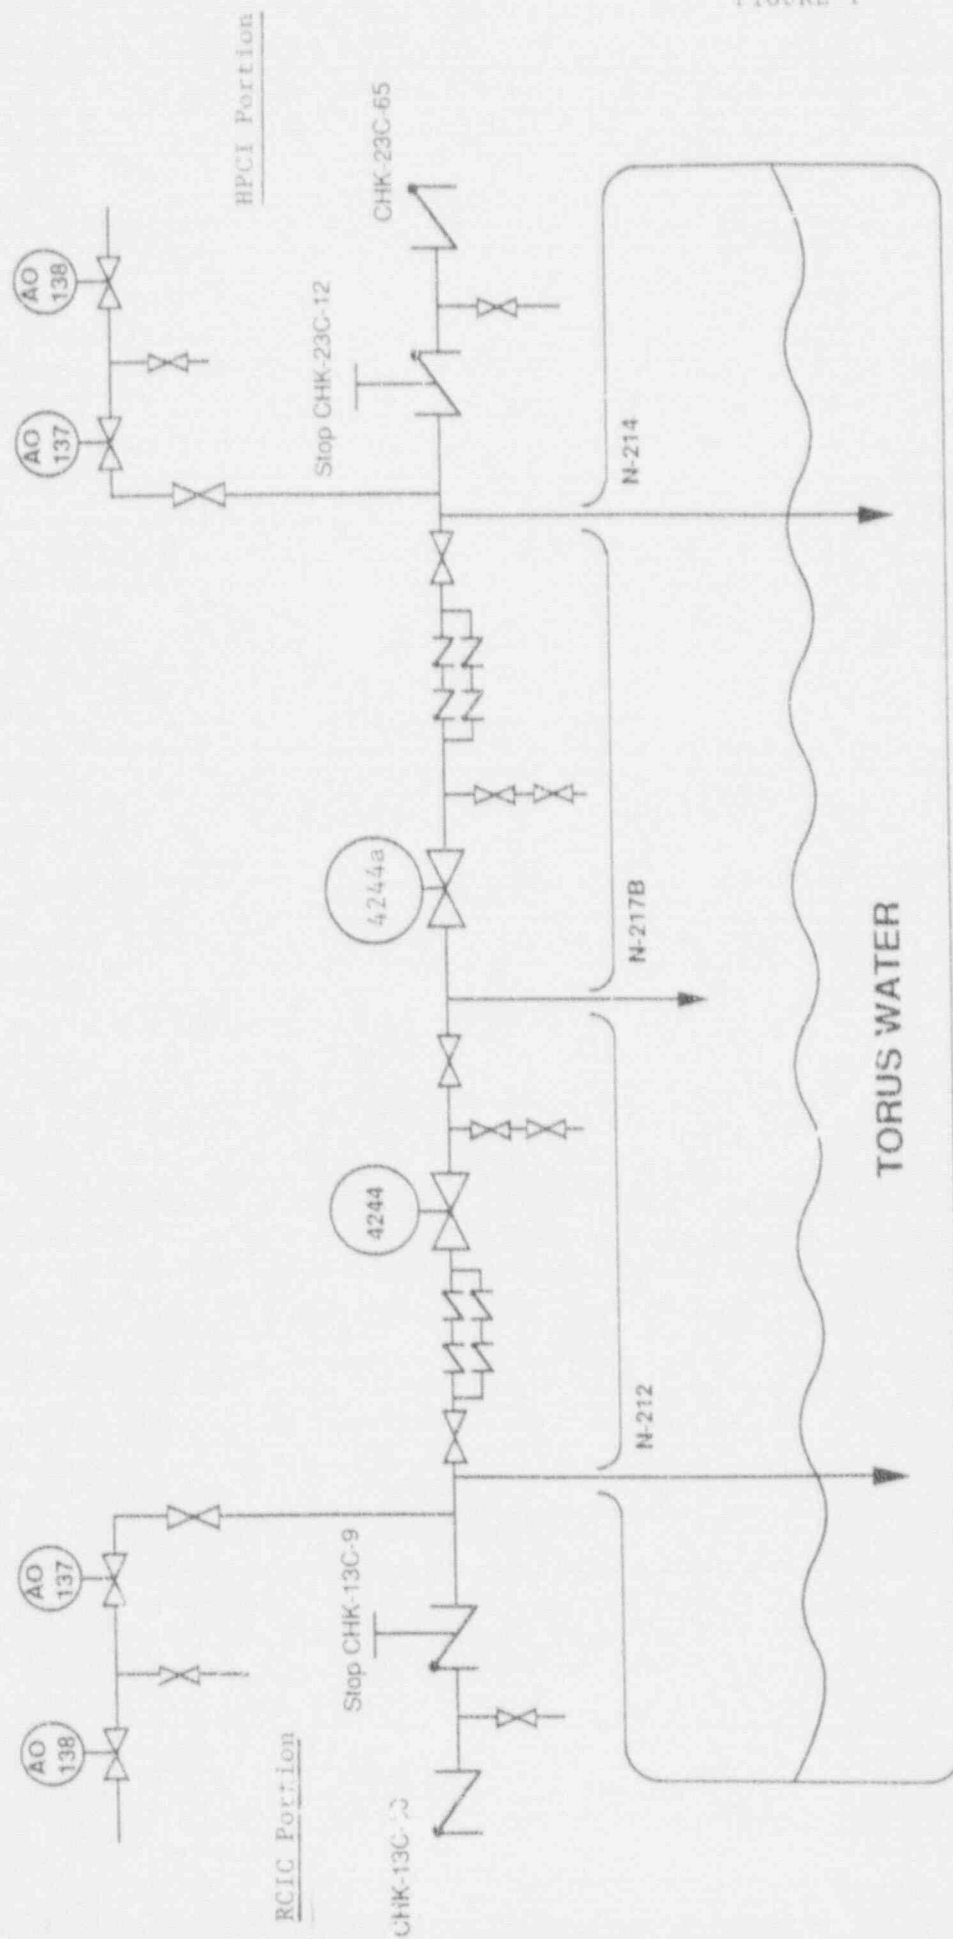 FIGURE
HPCI Portion
AO
138
AO
137
CHK-23C-65
Stop CHK-23C-12
N-214
4244a
N-217B
4244
N-212
TORUS WATER
AO
137
AO
138
Stop CHK-13C-9
RCIC Portion